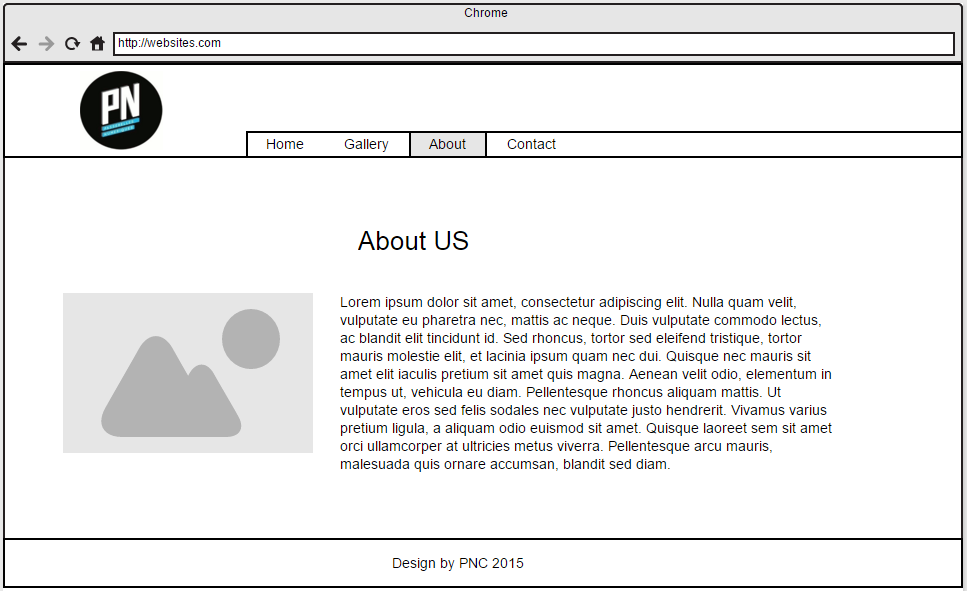 Chrome
http://websites.com
PN
Home Gallery About Contact
About US
Lorem ipsum dolor sit amet, consectetur adipiscing elit. Nulla quam velit,
vulputate eu pharetra nec, mattis ac neque. Duis vulputate commodo lectus,
ac blandit elit tincidunt id. Sed rhoncus, tortor sed eleifend tristique, tortor
mauris molestie elit, et lacinia ipsum quam nec dui. Quisque nec mauris sit
amet elit iaculis pretium sit amet quis magna. Aenean velit odio, elementum in
tempus ut, vehicula eu diam. Pellentesque rhoncus aliquam mattis. Ut
vulputate eros sed felis sodales nec vulputate justo hendrerit. Vivamus varius
pretium ligula, a aliquam odio euismod sit amet. Quisque laoreet sem sit amet
orci ullamcorper at ultricies metus viverra. Pellentesque arcu mauris,
malesuada quis ornare accumsan, blandit sed diam.
Design by PNC 2015